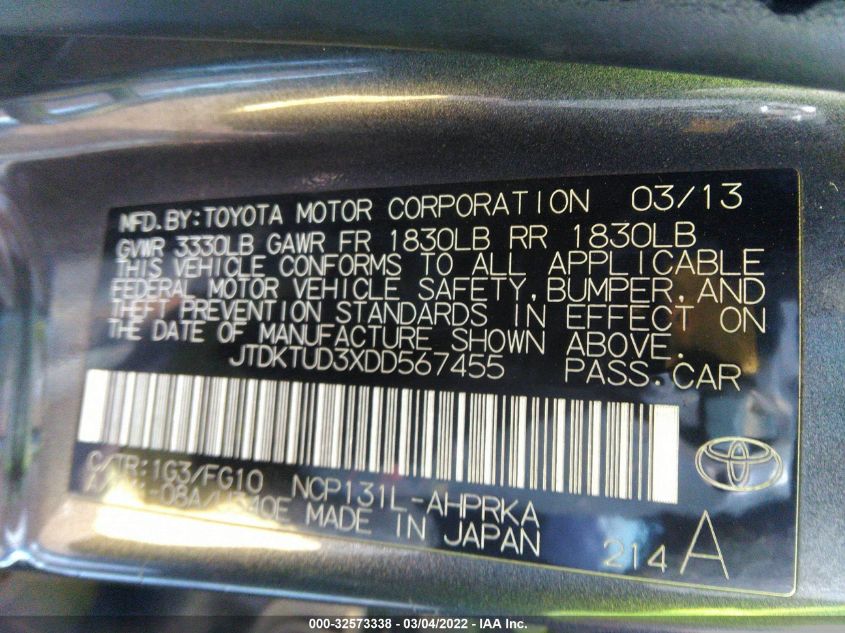 MFD.BY:TOYOTA MOTOR CORPORATION 03/13
GVWR 3330LB GAWR FR 1830LB RR 1830LB
THIS VEHICLE CONFORMS TO ALL APPLICABLE
FEDERAL MOTOR VEHICLE SAFETY,BUMPER,AND
THEFT PREVENTION STANDARDS IN EFFECT ON
THE DATE OF MANUFACTURE SHOWN ABOVE.
JTDKTUD3XDD567455 PASS.CAR
C/TR:1G3/FG10 NCP131L-AHPRKA
MADE IN JAPAN 214 A
000-32573338 - 03/04/2022 - IAA Inc.